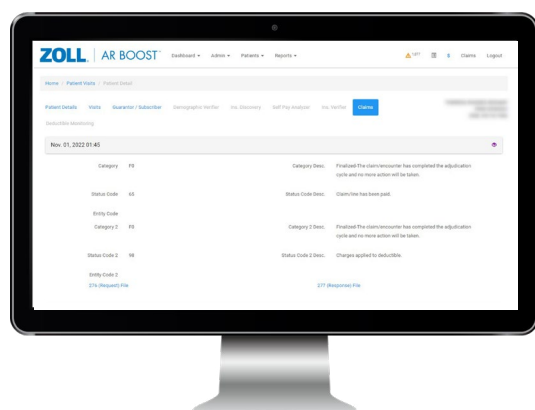 ZOLL. AR BOOST™ Dashboard Admin Patients Reports Claims Logout
Home / Patient Visits / Patient Detail
Patient Details Visits Guarantor / Subscriber Demographic Verifier Ins. Discovery Self Pay Analyzer Ins. Verifier Claims
Deductible Monitoring
Nov. 01, 2022 01:45
Category Category Desc. Finalized-The claim/encounter has completed the adjudication
cycle and no more action will be taken.
Status Code 65 Status Code Desc. Claim/line has been paid.
Entity Code
Category 2 Category 2 Desc. Finalized-The claim/encounter has completed the adjudication
cycle and no more action will be taken.
Status Code 2 98 Status Code 2 Desc. Charges applied to deductible.
Entity Code 2
276 (Request) File 277 (Response) File